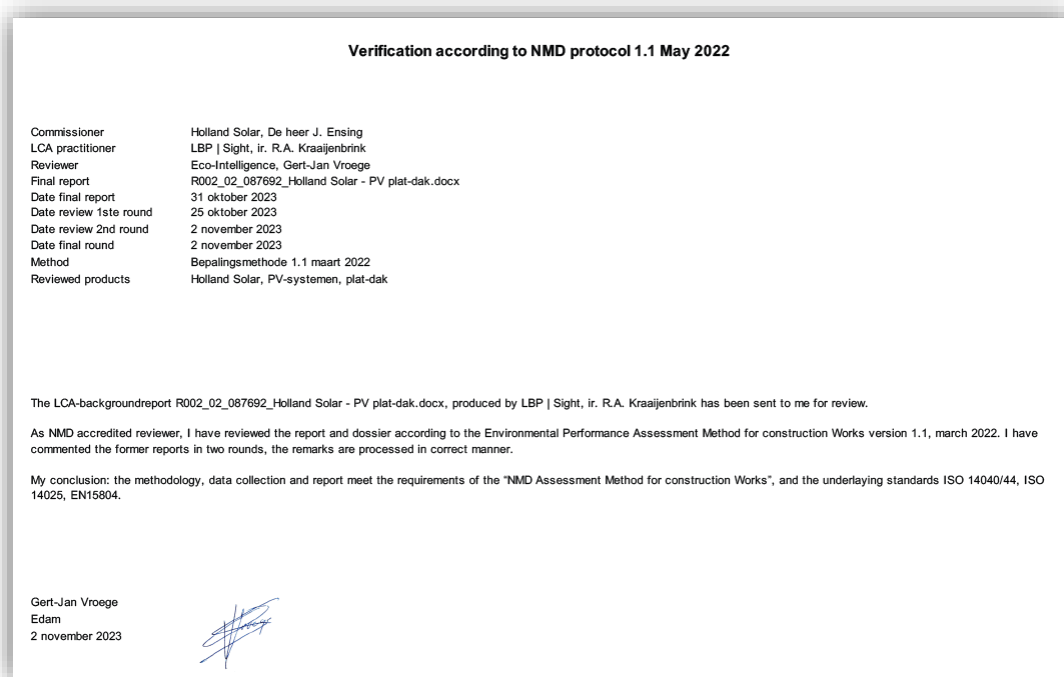 Verification according to NMD protocol 1.1 May 2022
Commissioner Holland Solar, De heer J. Ensing
LCA practitioner LBP | Sight, ir. R.A. Kraaijenbrink
Reviewer Eco-Intelligence, Gert-Jan Vroege
Final report R002_02_087692_Holland Solar - PV plat-dak.docx
Date final report 31 oktober 2023
Date review 1ste round 25 oktober 2023
Date review 2nd round 2 november 2023
Date final round 2 november 2023
Method Bepalingsmethode 1.1 maart 2022
Reviewed products Holland Solar, PV-systemen, plat-dak
The LCA-backgroundreport R002_02_087692_Holland Solar - PV plat-dak.docx, produced by LBP | Sight, ir. R.A. Kraaijenbrink has been sent to me for review.
As NMD accredited reviewer, I have reviewed the report and dossier according to the Environmental Performance Assessment Method for construction Works version 1.1, march 2022. I have
commented the former reports in two rounds, the remarks are processed in correct manner.
My conclusion: the methodology, data collection and report meet the requirements of the “NMD Assessment Method for construction Works”, and the underlaying standards ISO 14040/44, ISO
14025, EN15804.
Gert-Jan Vroege
Edam
2 november 2023